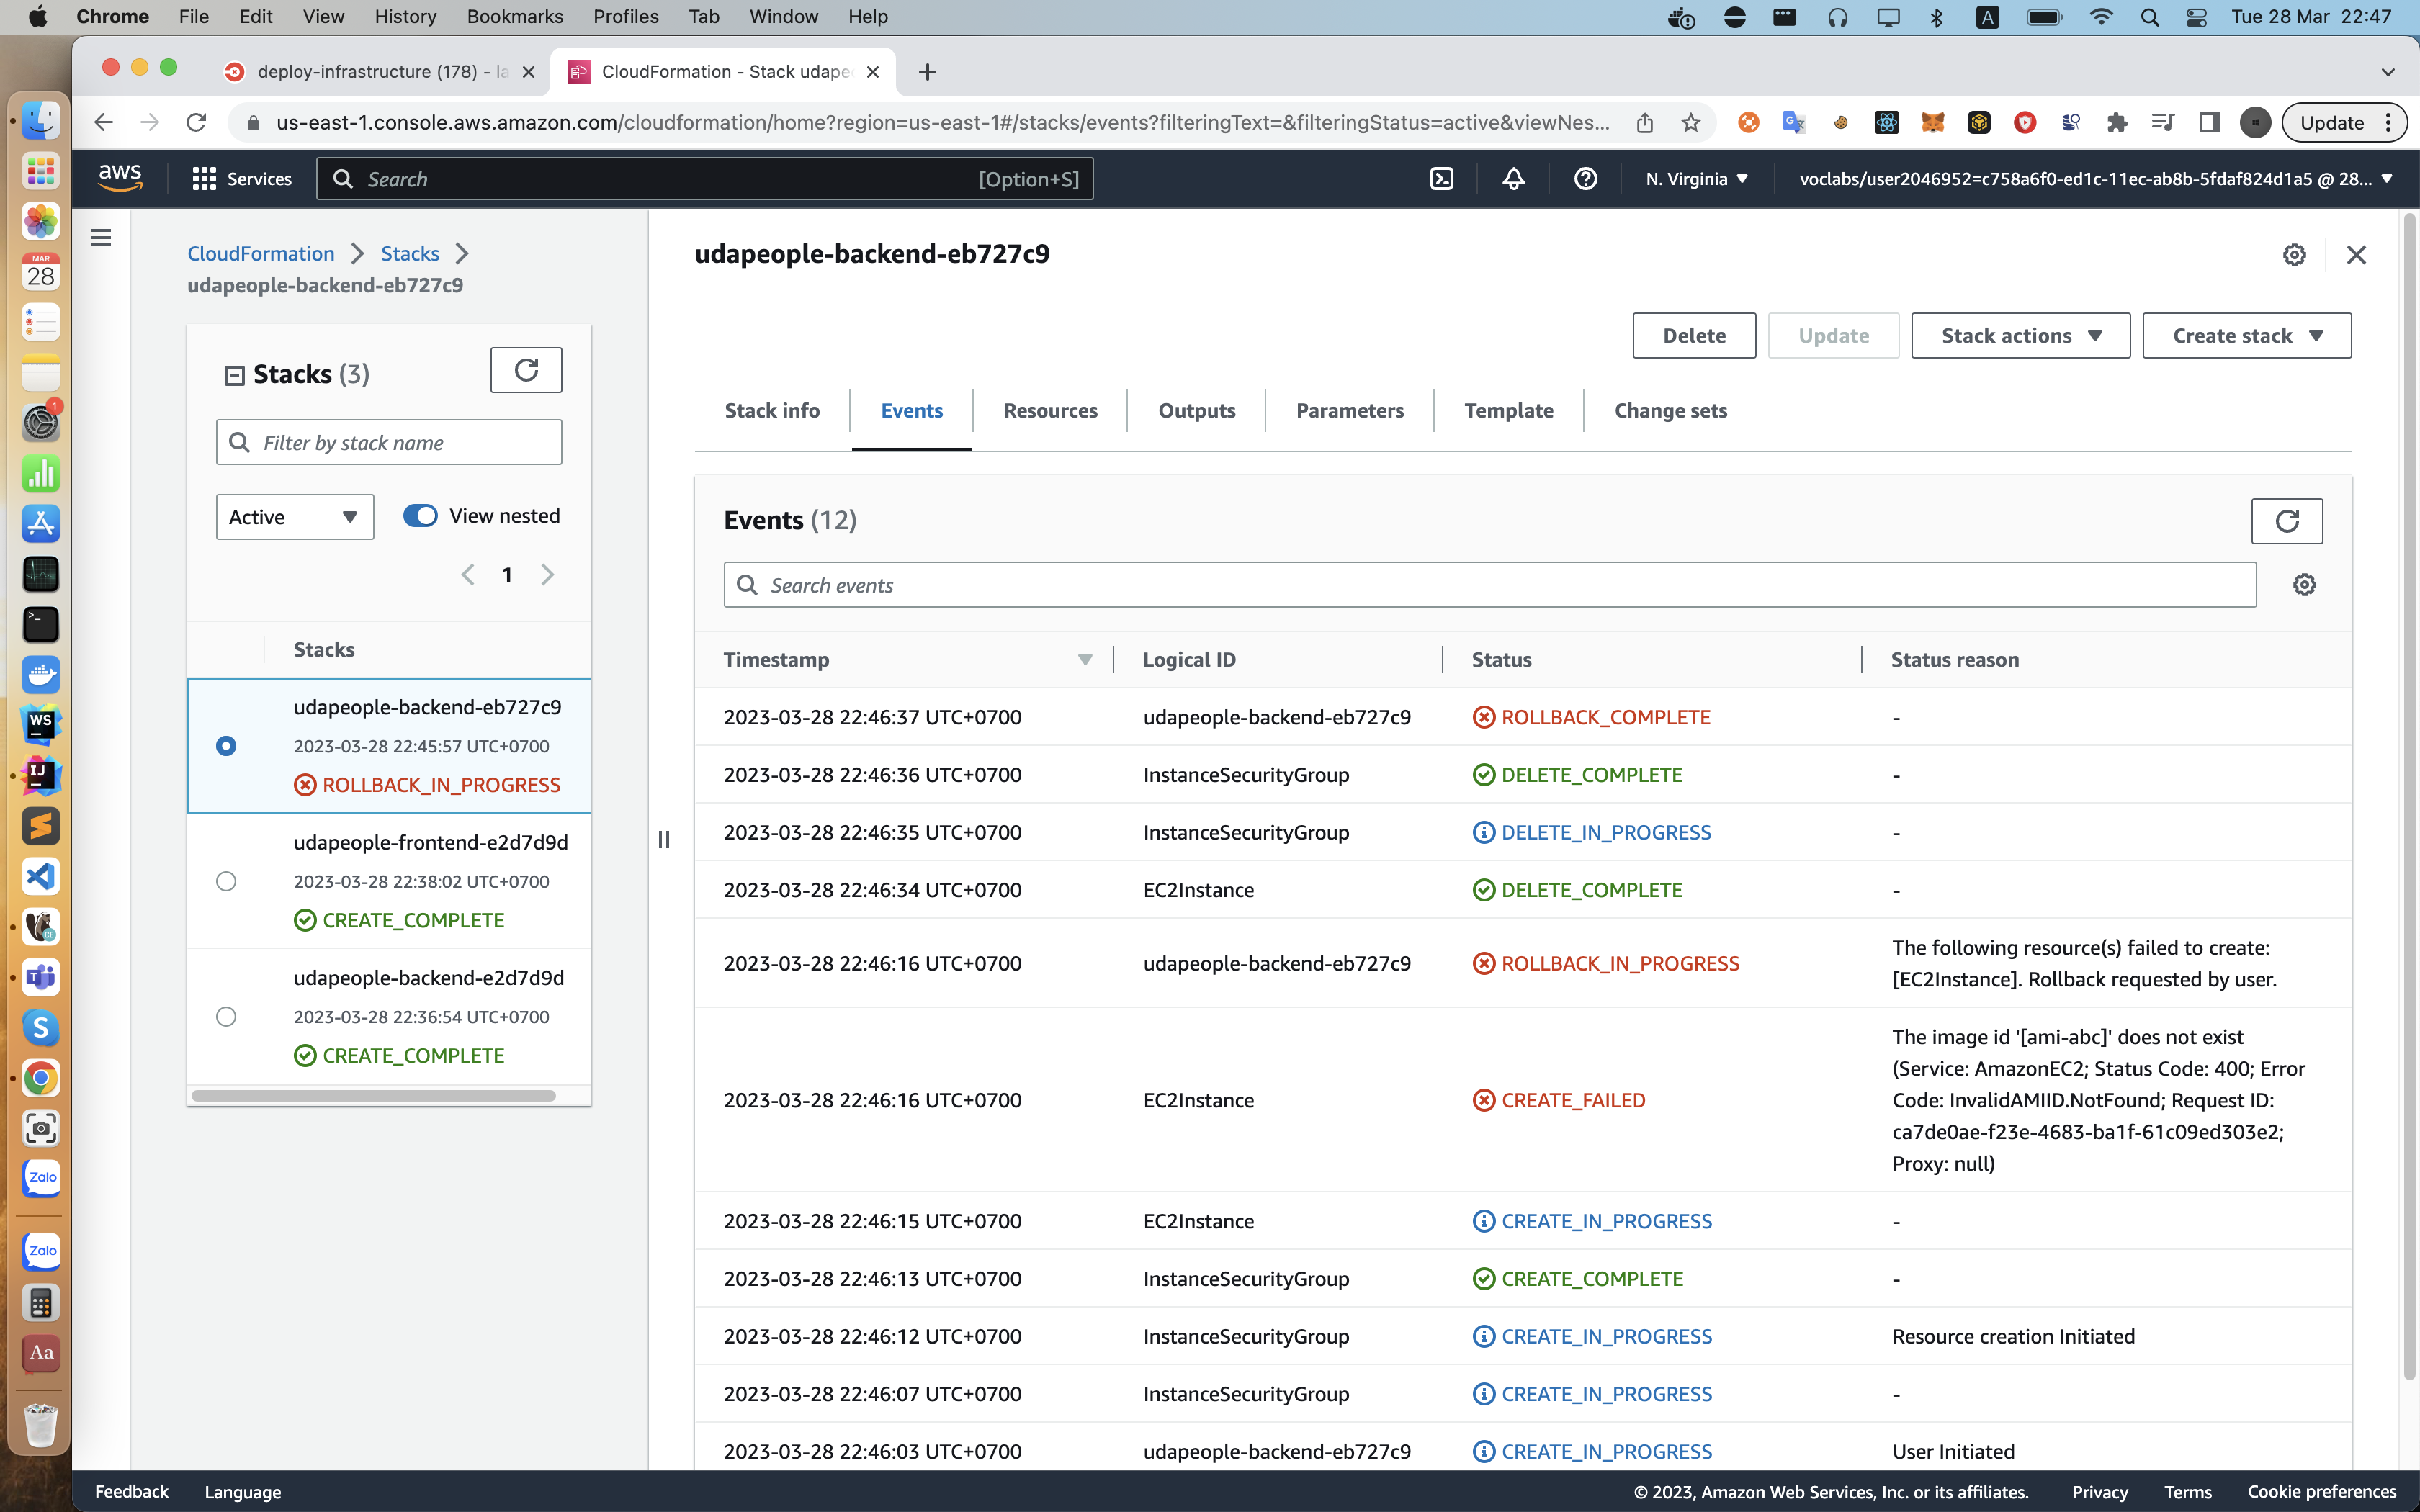 Chrome File Edit View History Bookmarks Profiles Tab Window Help A Tue 28 Mar 22:47
deploy-infrastructure (178) - la
CloudFormation - Stack udape
us-east-1.console.aws.amazon.com/cloudformation/home?region=us-east-1#/stacks/events?filteringText=&filteringStatus=active&viewNes...
Update
aws Services Search [Option+S] N. Virginia voclabs/user2046952=c758a6f0-ed1c-11ec-ab8b-5fdaf824d1a5 @ 28...
CloudFormation Stacks
udapeople-backend-eb727c9
Stacks (3)
Filter by stack name
Active View nested
1
Stacks
udapeople-backend-eb727c9
2023-03-28 22:45:57 UTC+0700
ROLLBACK_IN_PROGRESS
udapeople-frontend-e2d7d9d
2023-03-28 22:38:02 UTC+0700
CREATE_COMPLETE
udapeople-backend-e2d7d9d
2023-03-28 22:36:54 UTC+0700
CREATE_COMPLETE
udapeople-backend-eb727c9
Delete Update Stack actions Create stack
Stack info Events Resources Outputs Parameters Template Change sets
Events (12)
Search events
Timestamp Logical ID Status Status reason
2023-03-28 22:46:37 UTC+0700 udapeople-backend-eb727c9 ROLLBACK_COMPLETE -
2023-03-28 22:46:36 UTC+0700 InstanceSecurityGroup DELETE_COMPLETE -
2023-03-28 22:46:35 UTC+0700 InstanceSecurityGroup DELETE_IN_PROGRESS -
2023-03-28 22:46:34 UTC+0700 EC2Instance DELETE_COMPLETE -
2023-03-28 22:46:16 UTC+0700 udapeople-backend-eb727c9 ROLLBACK_IN_PROGRESS The following resource(s) failed to create:
[EC2Instance]. Rollback requested by user.
2023-03-28 22:46:16 UTC+0700 EC2Instance CREATE_FAILED The image id '[ami-abc]' does not exist
(Service: AmazonEC2; Status Code: 400; Error
Code: InvalidAMIID.NotFound; Request ID:
ca7de0ae-f23e-4683-ba1f-61c09ed303e2;
Proxy: null)
2023-03-28 22:46:15 UTC+0700 EC2Instance CREATE_IN_PROGRESS -
2023-03-28 22:46:13 UTC+0700 InstanceSecurityGroup CREATE_COMPLETE -
2023-03-28 22:46:12 UTC+0700 InstanceSecurityGroup CREATE_IN_PROGRESS Resource creation Initiated
2023-03-28 22:46:07 UTC+0700 InstanceSecurityGroup CREATE_IN_PROGRESS -
2023-03-28 22:46:03 UTC+0700 udapeople-backend-eb727c9 CREATE_IN_PROGRESS User Initiated
MAR
28
1
WS
IJ
CE
T
S
Zalo
Zalo
Aa
Feedback Language © 2023, Amazon Web Services, Inc. or its affiliates. Privacy Terms Cookie preferences